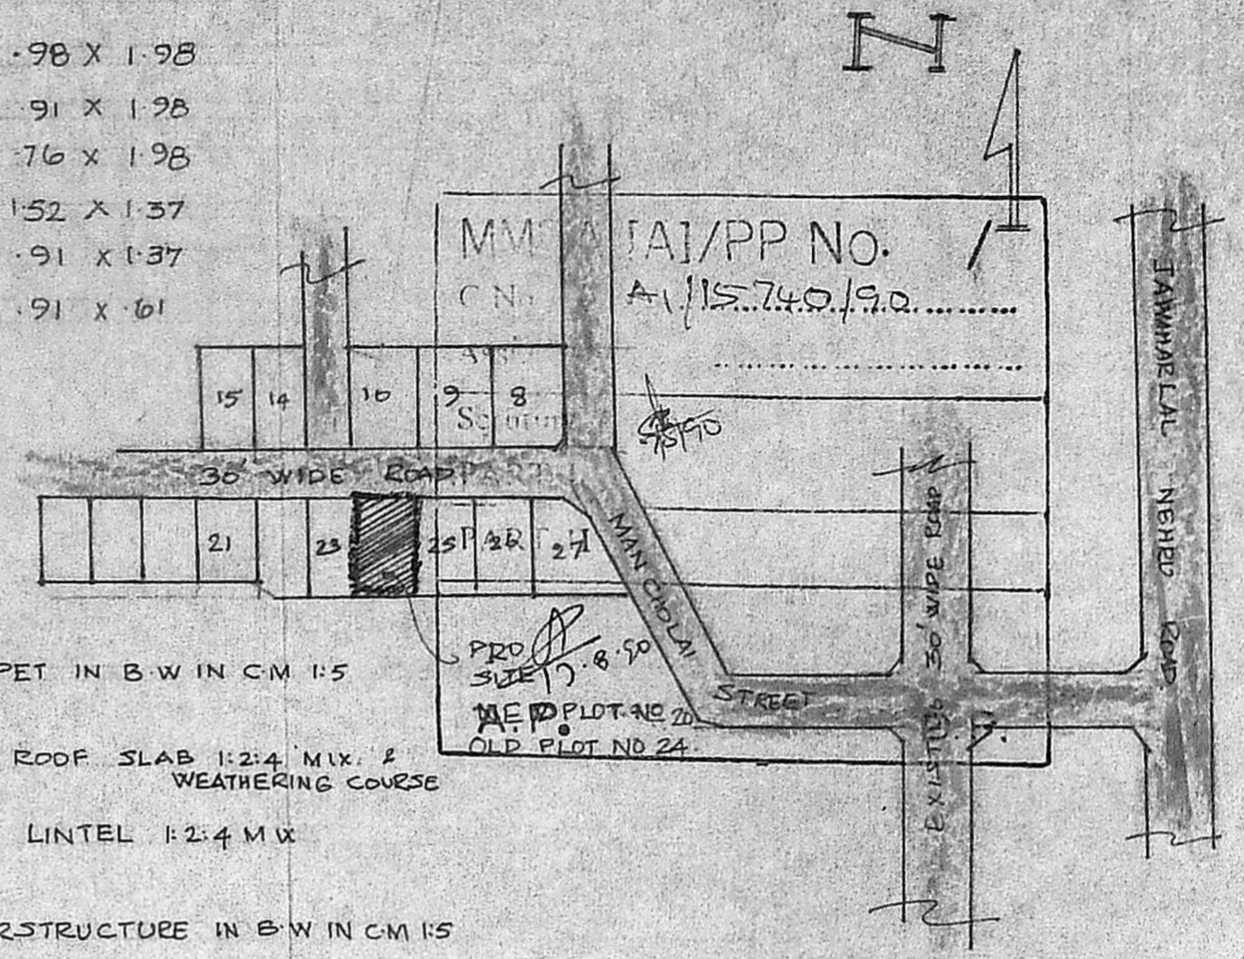 .98 X 1.98
.91 X 1.98
.76 X 1.98
1.52 X 1.37
.91 X 1.37
.91 X .61
N
[A]/PP NO.
C No.
A1/15740/90
15 14 10 9 8
30' WIDE ROAD
21 23 25 26 27
MAN CHOLAI
STREET
EXISTING 30' WIDE ROAD
JAWAHARLAL NEHRU ROAD
PRO
SITE 17.8.90
PLOT NO 20
OLD PLOT NO 24.
PET IN B.W IN C.M 1:5
ROOF SLAB 1:2:4 MIX. &
WEATHERING COURSE
LINTEL 1:2:4 MIX
RSTRUCTURE IN B.W IN C.M 1:5